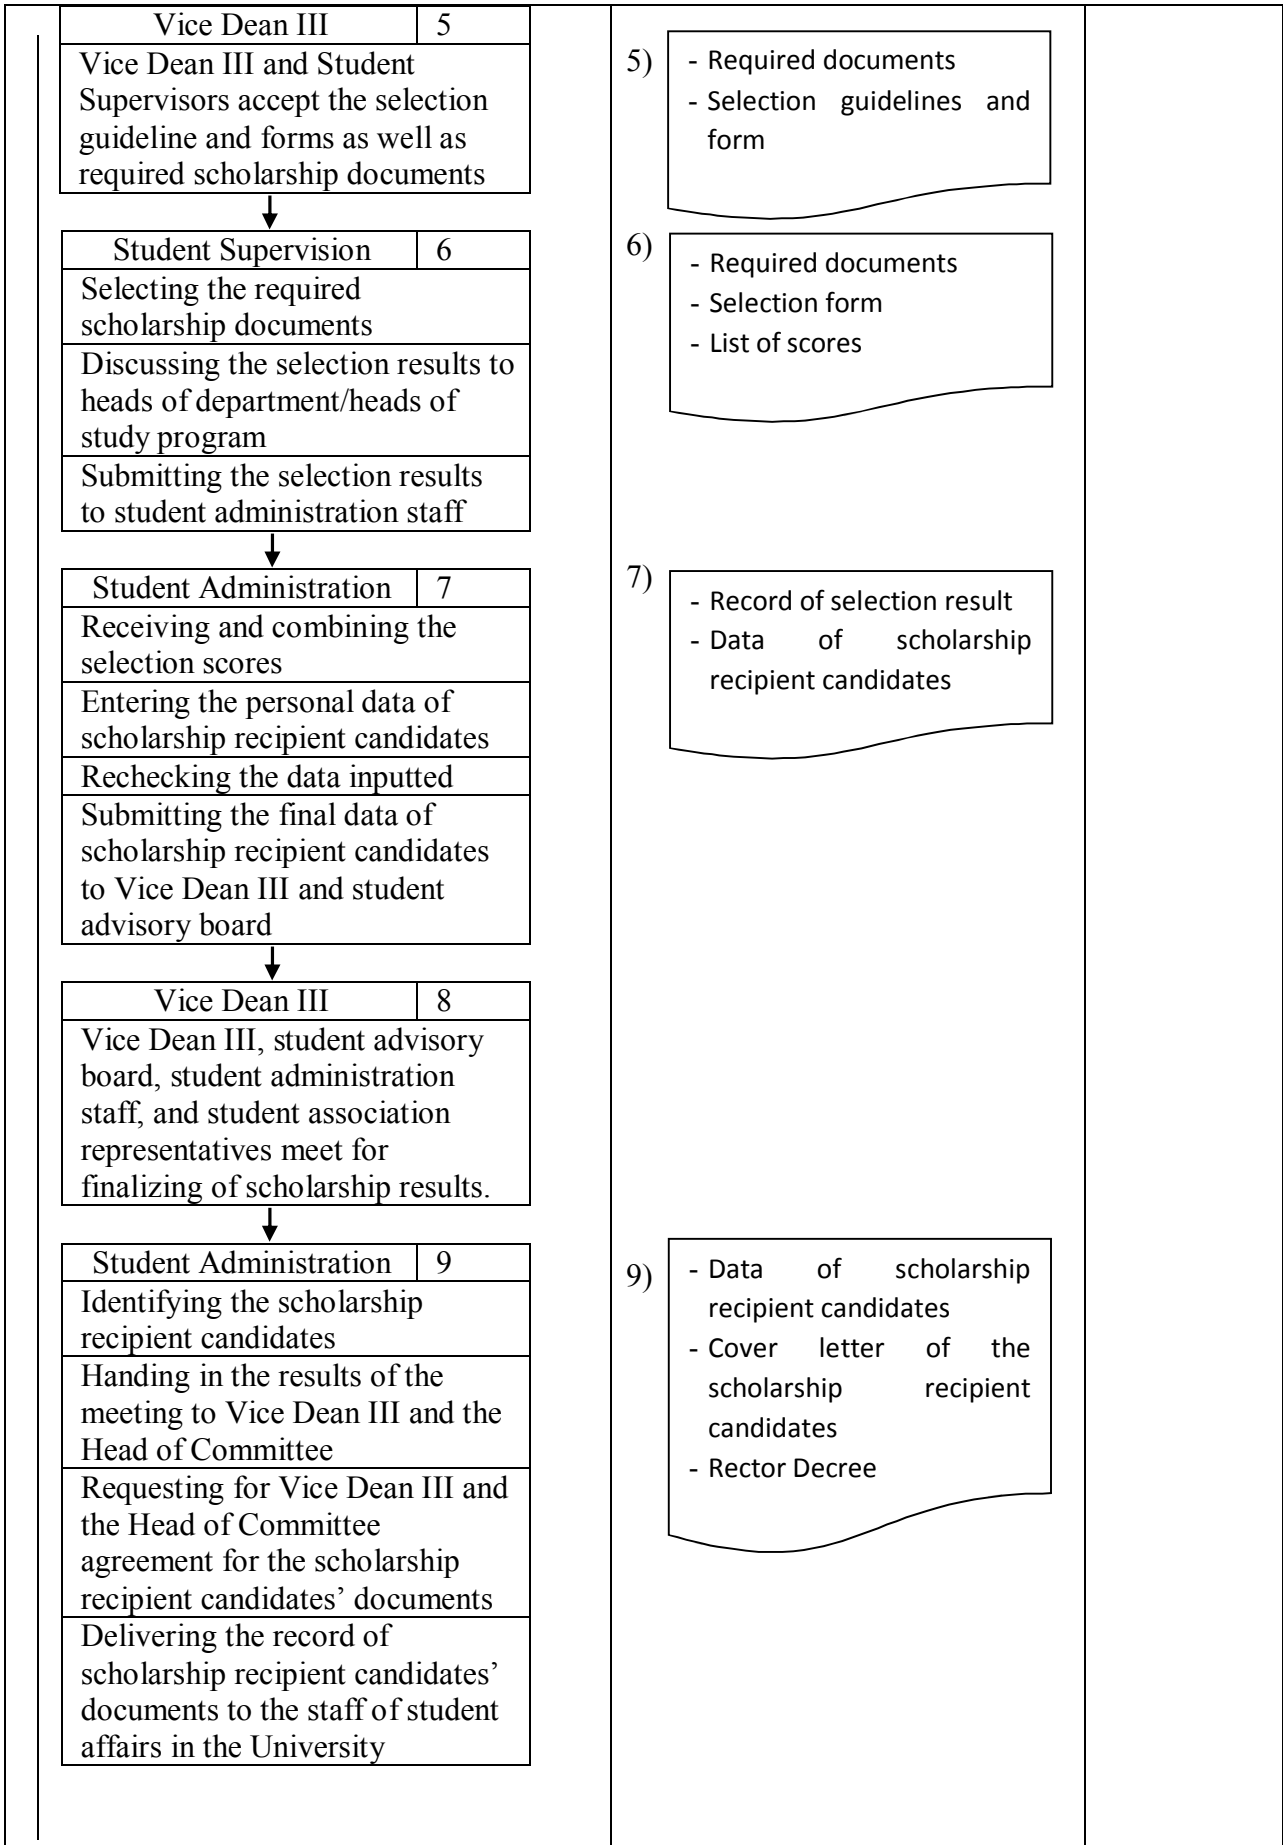 Vice Dean III 5
Vice Dean III and Student
Supervisors accept the selection
guideline and forms as well as
required scholarship documents
5)
- Required documents
- Selection guidelines and
form
Student Supervision 6
Selecting the required
scholarship documents
Discussing the selection results to
heads of department/heads of
study program
Submitting the selection results
to student administration staff
6)
- Required documents
- Selection form
- List of scores
Student Administration 7
Receiving and combining the
selection scores
Entering the personal data of
scholarship recipient candidates
Rechecking the data inputted
Submitting the final data of
scholarship recipient candidates
to Vice Dean III and student
advisory board
7)
- Record of selection result
- Data of scholarship
recipient candidates
Vice Dean III 8
Vice Dean III, student advisory
board, student administration
staff, and student association
representatives meet for
finalizing of scholarship results.
Student Administration 9
Identifying the scholarship
recipient candidates
Handing in the results of the
meeting to Vice Dean III and the
Head of Committee
Requesting for Vice Dean III and
the Head of Committee
agreement for the scholarship
recipient candidates’ documents
Delivering the record of
scholarship recipient candidates’
documents to the staff of student
affairs in the University
9)
- Data of scholarship
recipient candidates
- Cover letter of the
scholarship recipient
candidates
- Rector Decree